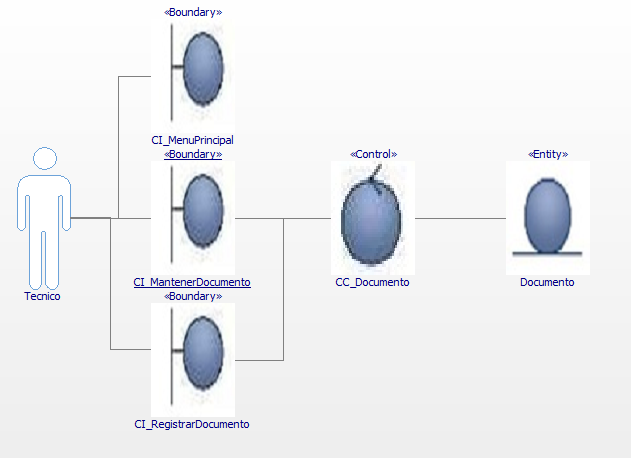 «Boundary»
CI_MenuPrincipal
«Boundary»
«Control»
«Entity»
CI_MantenerDocumento
CC_Documento
Documento
Tecnico
«Boundary»
CI_RegistrarDocumento